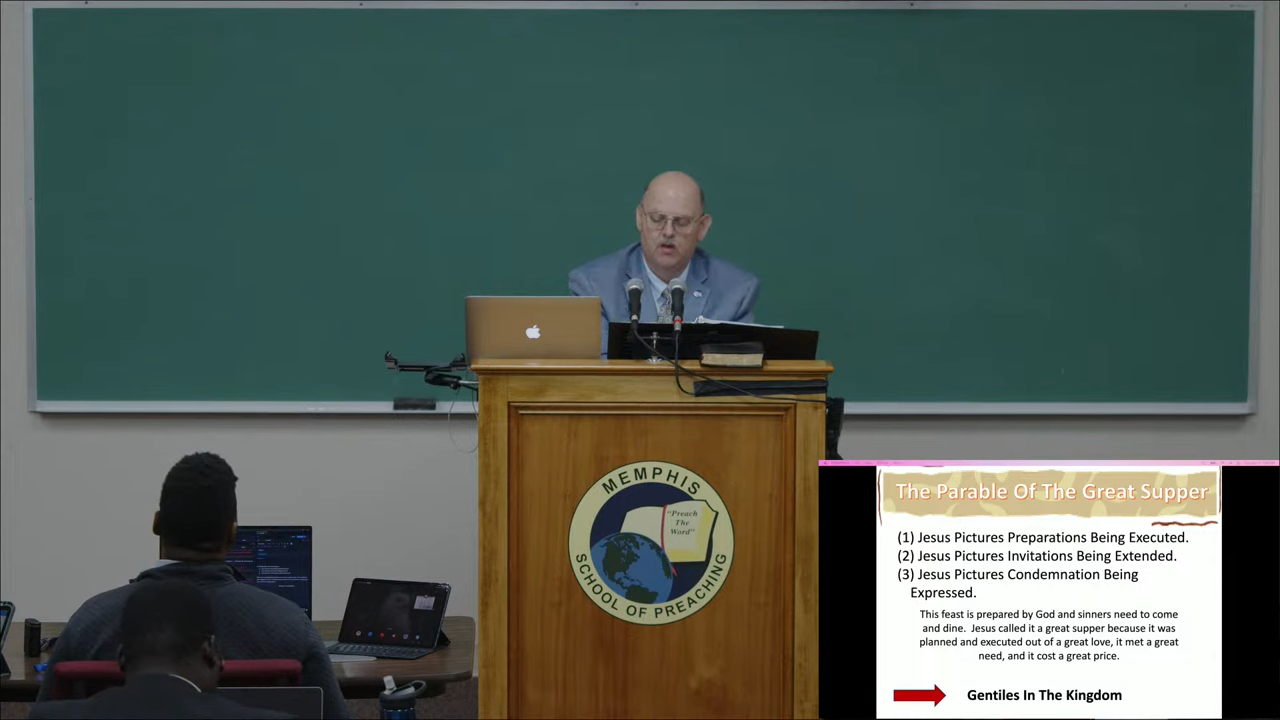 MEMPHIS
"Preach
The
Word"
SCHOOL OF PREACHING
The Parable Of The Great Supper
(1) Jesus Pictures Preparations Being Executed.
(2) Jesus Pictures Invitations Being Extended.
(3) Jesus Pictures Condemnation Being
Expressed.
This feast is prepared by God and sinners need to come
and dine. Jesus called it a great supper because it was
planned and executed out of a great love, it met a great
need, and it cost a great price.
Gentiles In The Kingdom